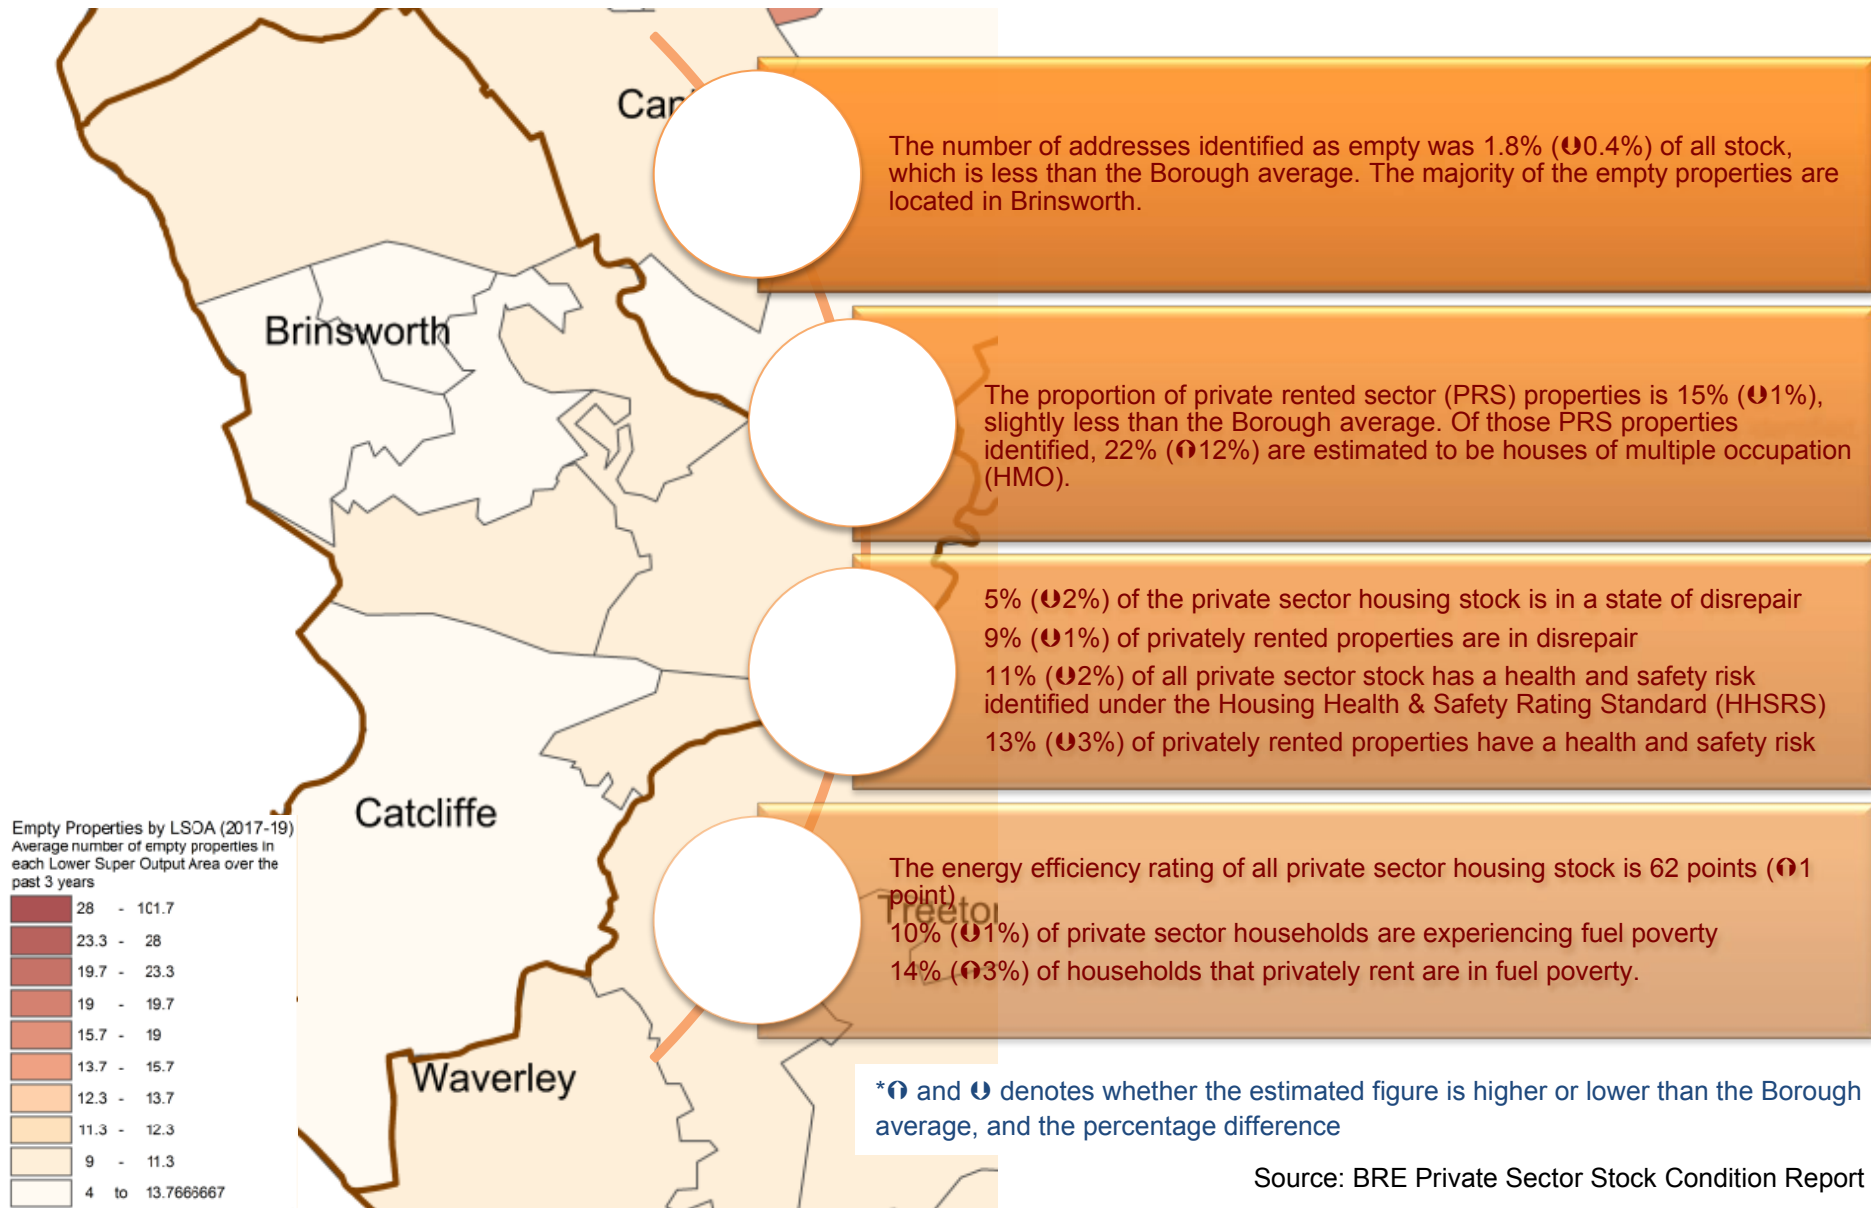 The number of addresses identified as empty was 1.8% (⮋0.4%) of all stock,
which is less than the Borough average. The majority of the empty properties are
located in Brinsworth.
Brinsworth
The proportion of private rented sector (PRS) properties is 15% (⮋1%),
slightly less than the Borough average. Of those PRS properties
identified, 22% (⮉12%) are estimated to be houses of multiple occupation
(HMO).
5% (⮋2%) of the private sector housing stock is in a state of disrepair
9% (⮋1%) of privately rented properties are in disrepair
11% (⮋2%) of all private sector stock has a health and safety risk
identified under the Housing Health & Safety Rating Standard (HHSRS)
13% (⮋3%) of privately rented properties have a health and safety risk
Catcliffe
The energy efficiency rating of all private sector housing stock is 62 points (⮉1
point)
10% (⮋1%) of private sector households are experiencing fuel poverty
14% (⮉3%) of households that privately rent are in fuel poverty.
Waverley
Empty Properties by LSOA (2017-19)
Average number of empty properties in
each Lower Super Output Area over the
past 3 years
28 - 101.7
23.3 - 28
19.7 - 23.3
19 - 19.7
15.7 - 19
13.7 - 15.7
12.3 - 13.7
11.3 - 12.3
9 - 11.3
4 to 13.7666667
*⮉ and ⮋ denotes whether the estimated figure is higher or lower than the Borough
average, and the percentage difference
Source: BRE Private Sector Stock Condition Report